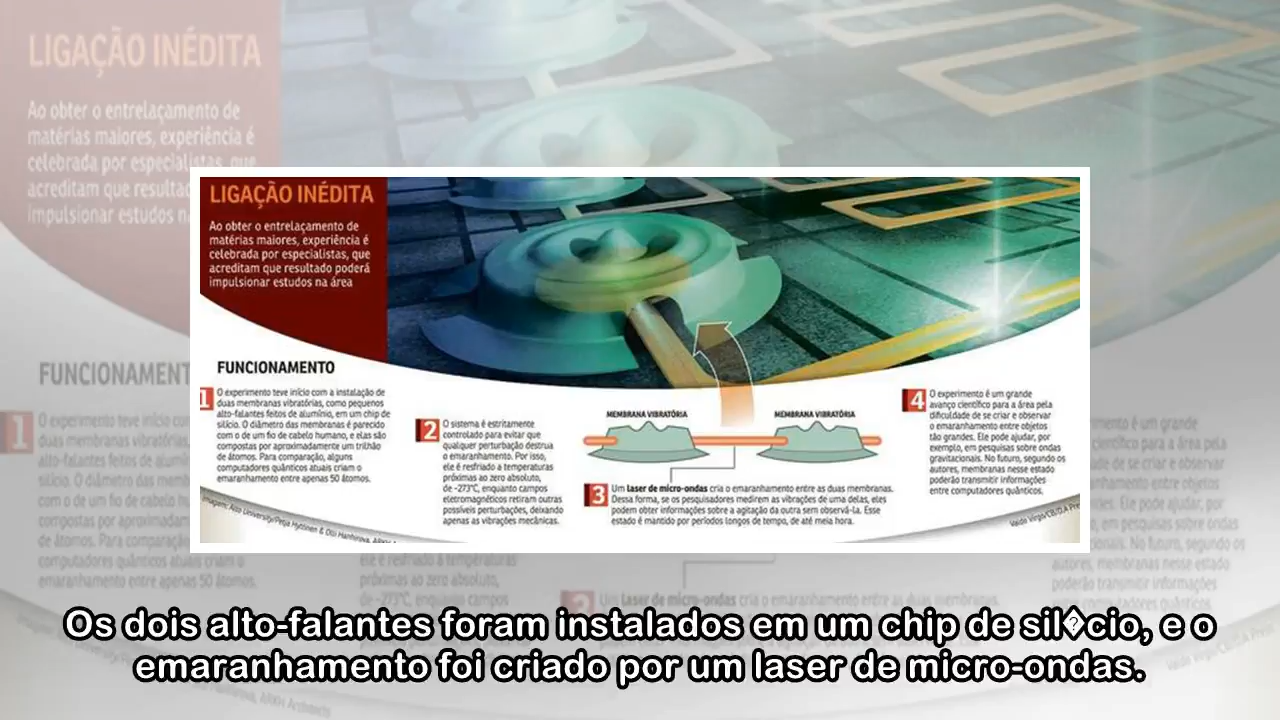 LIGAÇÃO INÉDITA
Ao obter o entrelaçamento de
matérias maiores, experiência é
celebrada por especialistas, que
acreditam que resultado poderá
impulsionar estudos na área
FUNCIONAMENTO
1 O experimento teve início com a instalação de
duas membranas vibratórias, como pequenos
alto-falantes feitos de alumínio, em um chip de
silício. O diâmetro das membranas é parecido
com o de um fio de cabelo humano, e elas são
compostas por aproximadamente um trilhão
de átomos. Para comparação, alguns
computadores quânticos atuais criam o
emaranhamento entre apenas 50 átomos.
2 O sistema é estritamente
controlado para evitar que
qualquer perturbação destrua
o emaranhamento. Por isso,
ele é resfriado a temperaturas
próximas ao zero absoluto,
de -273°C, enquanto campos
eletromagnéticos retiram outras
possíveis perturbações, deixando
apenas as vibrações mecânicas.
MEMBRANA VIBRATÓRIA
MEMBRANA VIBRATÓRIA
3 Um laser de micro-ondas cria o emaranhamento entre as duas membranas.
Dessa forma, se os pesquisadores medirem as vibrações de uma delas, eles
podem obter informações sobre a agitação da outra sem observá-la. Esse
estado é mantido por períodos longos de tempo, de até meia hora.
4 O experimento é um grande
avanço científico para a área pela
dificuldade de se criar e observar
o emaranhamento entre objetos
tão grandes. Ele pode ajudar, por
exemplo, em pesquisas sobre ondas
gravitacionais. No futuro, segundo os
autores, membranas nesse estado
poderão transmitir informações
entre computadores quânticos.
Imagem: Aalto University/Petja Hyttinen & Olli Hanhirova,
Valdo Virgo/CB/D.A Pre
Os dois alto-falantes foram instalados em um chip de sil�cio, e o
emaranhamento foi criado por um laser de micro-ondas.